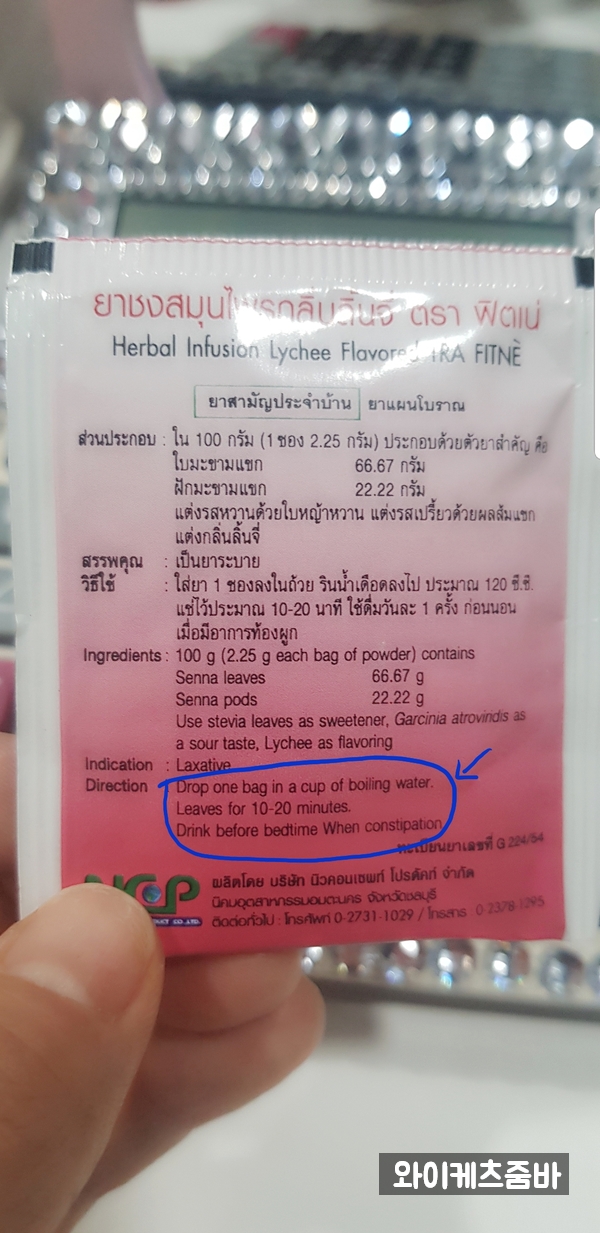 ยาชงสมุนไพรกลิ่นลิ้นจี่ ตรา ฟิตเน่
Herbal Infusion Lychee Flavored TRA FITNÈ
ยาสามัญประจำบ้าน ยาแผนโบราณ
ส่วนประกอบ : ใน 100 กรัม (1 ซอง 2.25 กรัม) ประกอบด้วยตัวยาสำคัญ คือ
ใบมะขามแขก 66.67 กรัม
ฝักมะขามแขก 22.22 กรัม
แต่งรสหวานด้วยใบหญ้าหวาน แต่งรสเปรี้ยวด้วยผลส้มแขก
แต่งกลิ่นลิ้นจี่
สรรพคุณ : เป็นยาระบาย
วิธีใช้ : ใส่ยา 1 ซองลงในถ้วย รินน้ำเดือดลงไป ประมาณ 120 ซี.ซี.
แช่ไว้ประมาณ 10-20 นาที ใช้ดื่มวันละ 1 ครั้ง ก่อนนอน
เมื่อมีอาการท้องผูก
Ingredients : 100 g (2.25 g each bag of powder) contains
Senna leaves 66.67 g
Senna pods 22.22 g
Use stevia leaves as sweetener, Garcinia atrovindis as
a sour taste, Lychee as flavoring
Indication : Laxative
Direction Drop one bag in a cup of boiling water.
Leaves for 10-20 minutes.
Drink before bedtime When constipation
ทะเบียนยาเลขที่ G 224/54
NCP
DUCT CO.,LTD.
ผลิตโดย บริษัท นิวคอนเซพท์ โปรดัคท์ จำกัด
นิคมอุตสาหกรรมอมตะนคร จังหวัดชลบุรี
ติดต่อทั่วไป : โทรศัพท์ 0-2731-1029 / โทรสาร 0-2378-1295
와이케츠줌바